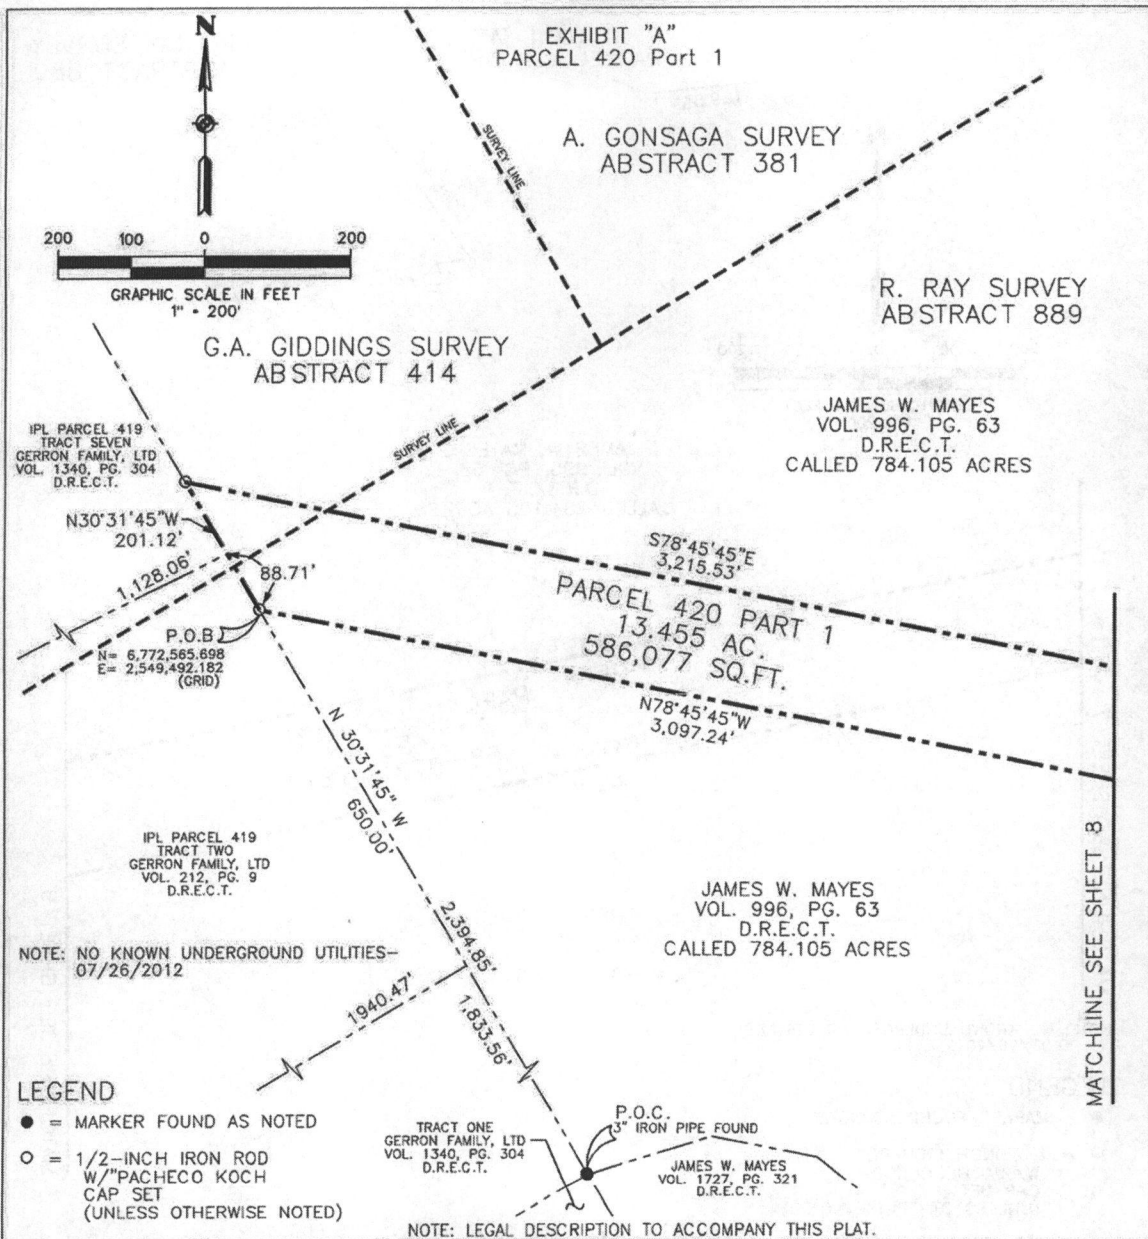 N
EXHIBIT "A"
PARCEL 420 Part 1
SURVEY LINE
A. GONSAGA SURVEY
ABSTRACT 381
200 100 0 200
GRAPHIC SCALE IN FEET
1" = 200'
R. RAY SURVEY
ABSTRACT 889
G.A. GIDDINGS SURVEY
ABSTRACT 414
JAMES W. MAYES
VOL. 996, PG. 63
D.R.E.C.T.
CALLED 784.105 ACRES
IPL PARCEL 419
TRACT SEVEN
GERRON FAMILY, LTD
VOL. 1340, PG. 304
D.R.E.C.T.
SURVEY LINE
N30°31'45"W
201.12'
1,128.06'
88.71'
S78°45'45"E
3,215.53'
PARCEL 420 PART 1
13.455 AC.
586,077 SQ.FT.
P.O.B.
N= 6,772,565.698
E= 2,549,492.182
(GRID)
N78°45'45"W
3,097.24'
N 30°31'45" W
650.00'
IPL PARCEL 419
TRACT TWO
GERRON FAMILY, LTD
VOL. 212, PG. 9
D.R.E.C.T.
JAMES W. MAYES
VOL. 996, PG. 63
D.R.E.C.T.
CALLED 784.105 ACRES
MATCHLINE SEE SHEET 8
2,394.85'
NOTE: NO KNOWN UNDERGROUND UTILITIES-
07/26/2012
1940.47'
1,833.56'
LEGEND
= MARKER FOUND AS NOTED
= 1/2-INCH IRON ROD
W/"PACHECO KOCH
CAP SET
(UNLESS OTHERWISE NOTED)
TRACT ONE
GERRON FAMILY, LTD
VOL. 1340, PG. 304
D.R.E.C.T.
P.O.C.
3" IRON PIPE FOUND
JAMES W. MAYES
VOL. 1727, PG. 321
D.R.E.C.T.
NOTE: LEGAL DESCRIPTION TO ACCOMPANY THIS PLAT.